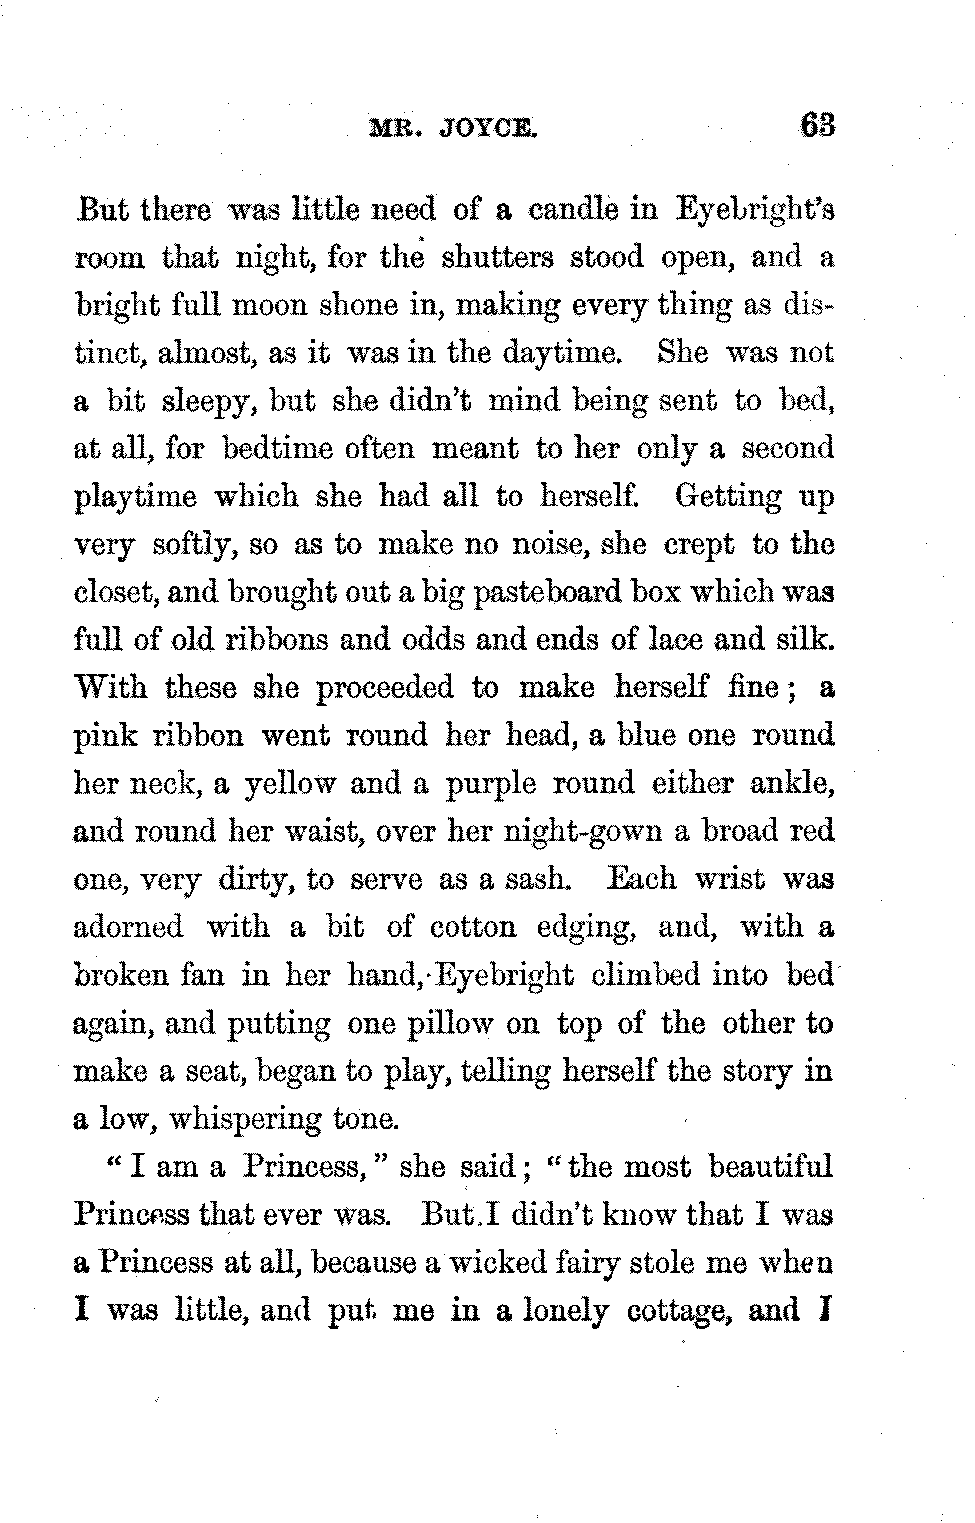 MR. JOYCE. 63
But there was little need of a candle in Eyebright's
room that night, for the shutters stood open, and a
bright full moon shone in, making every thing as dis-
tinct, almost, as it was in the daytime. She was not
a bit sleepy, but she didn't mind being sent to bed,
at all, for bedtime often meant to her only a second
playtime which she had all to herself. Getting up
very softly, so as to make no noise, she crept to the
closet, and brought out a big pasteboard box which was
full of old ribbons and odds and ends of lace and silk.
With these she proceeded to make herself fine; a
pink ribbon went round her head, a blue one round
her neck, a yellow and a purple round either ankle,
and round her waist, over her night-gown a broad red
one, very dirty, to serve as a sash. Each wrist was
adorned with a bit of cotton edging, and, with a
broken fan in her hand, Eyebright climbed into bed
again, and putting one pillow on top of the other to
make a seat, began to play, telling herself the story in
a low, whispering tone.
"I am a Princess," she said; "the most beautiful
Princess that ever was. But I didn't know that I was
a Princess at all, because a wicked fairy stole me when
I was little, and put me in a lonely cottage, and I